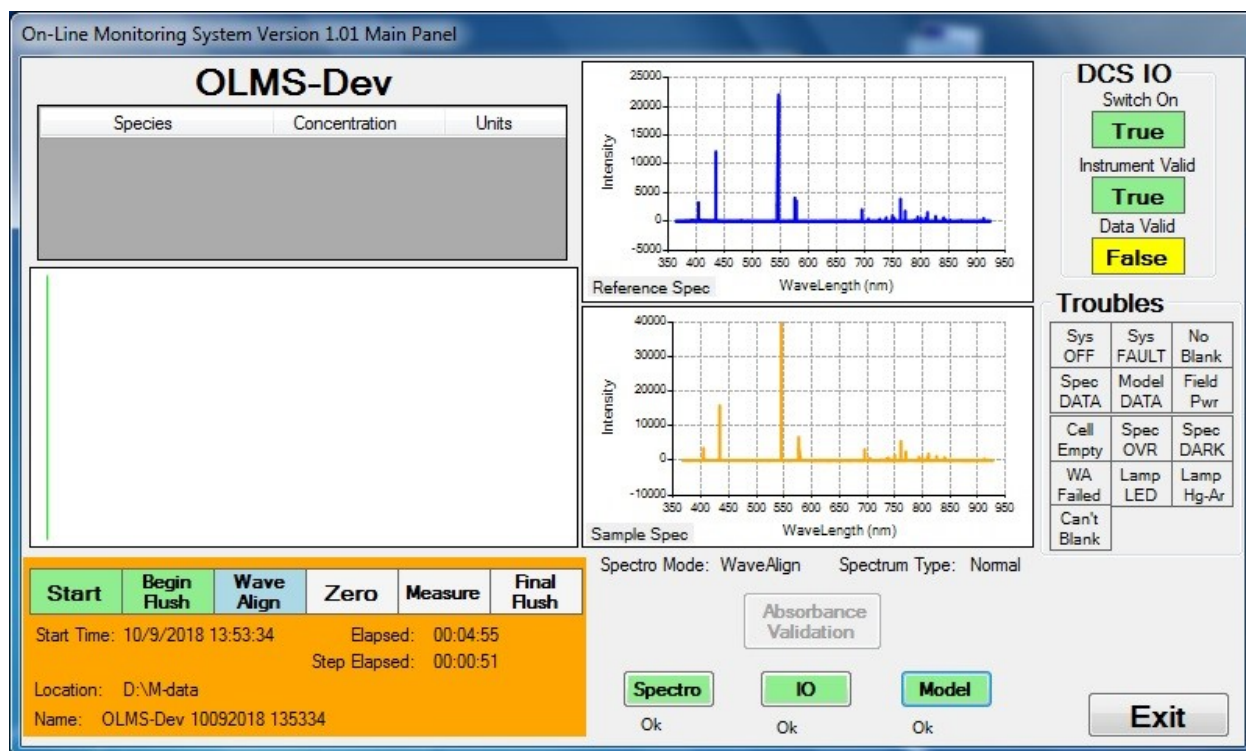 On-Line Monitoring System Version 1.01 Main Panel
OLMS-Dev
Species Concentration Units
25000
20000
15000
10000
5000
0
-5000
Intensity
350 400 450 500 550 600 650 700 750 800 850 900 950
Reference Spec WaveLength (nm)
40000
30000
20000
10000
0
-10000
Intensity
350 400 450 500 550 600 650 700 750 800 850 900 950
Sample Spec WaveLength (nm)
DCS IO
Switch On
True
Instrument Valid
True
Data Valid
False
Troubles
Sys OFF
Sys FAULT
No Blank
Spec DATA
Model DATA
Field Pwr
Cell Empty
Spec OVR
Spec DARK
WA Failed
Lamp LED
Lamp Hg-Ar
Can't Blank
Start
Begin Flush
Wave Align
Zero
Measure
Final Flush
Start Time: 10/9/2018 13:53:34 Elapsed: 00:04:55
Step Elapsed: 00:00:51
Location: D:\M-data
Name: OLMS-Dev 10092018 135334
Spectro Mode: WaveAlign Spectrum Type: Normal
Absorbance
Validation
Spectro IO Model
Ok Ok Ok
Exit